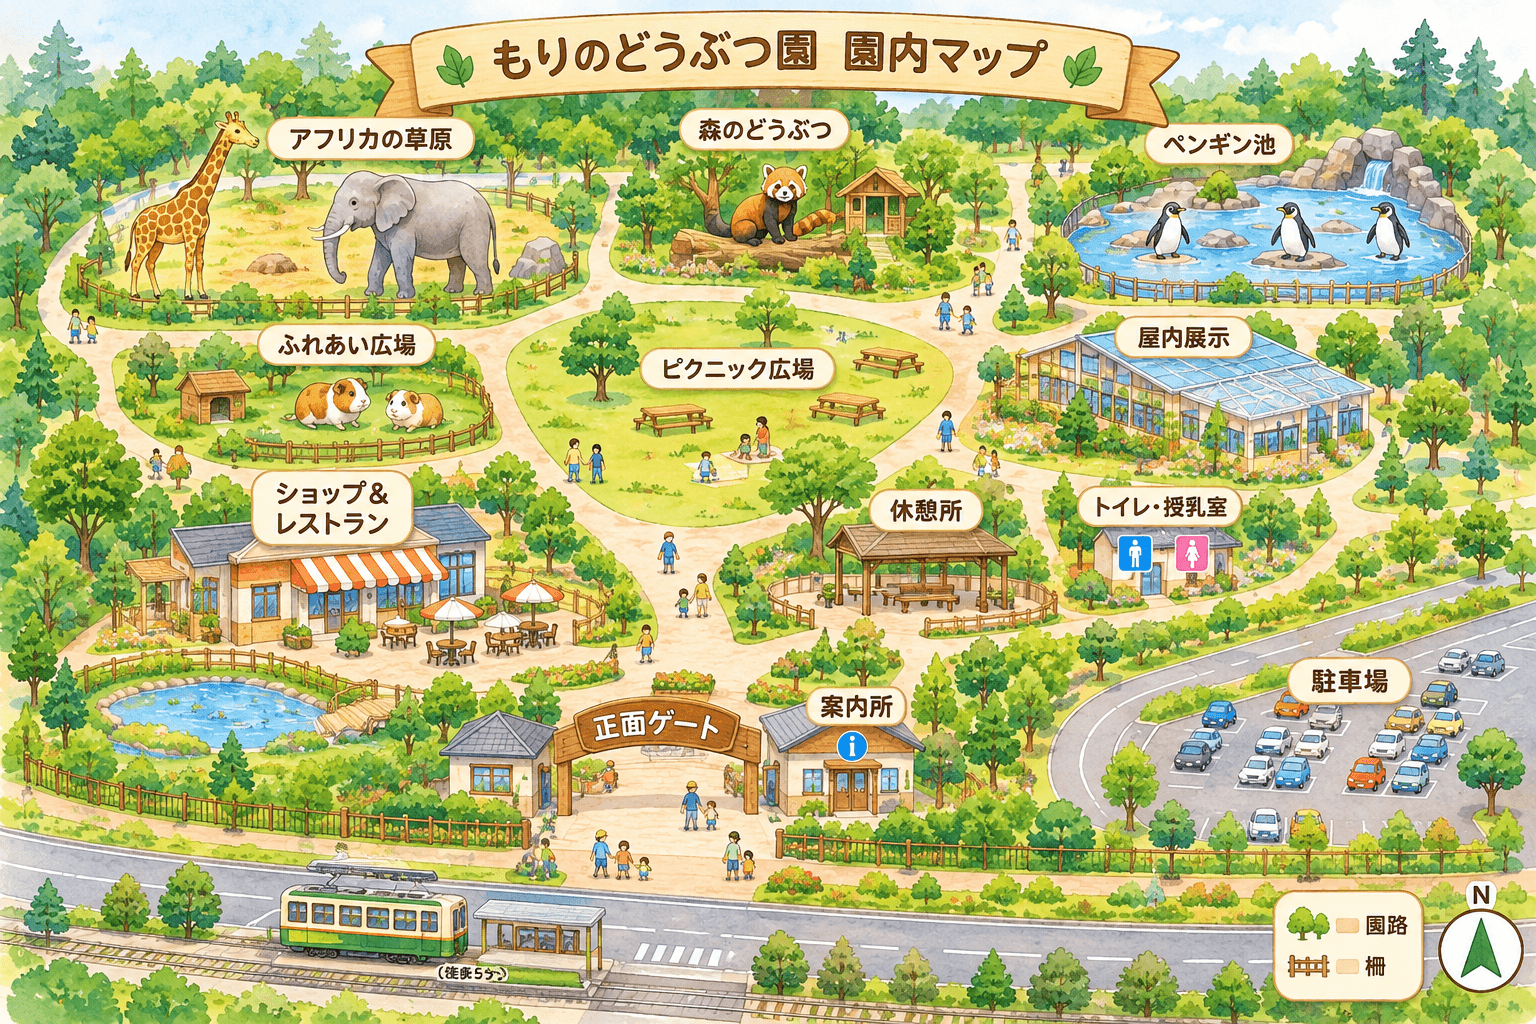 もりのどうぶつ園 園内マップ
アフリカの草原
森のどうぶつ
ペンギン池
ふれあい広場
ピクニック広場
屋内展示
ショップ&
レストラン
休憩所
トイレ・授乳室
駐車場
正面ゲート
案内所
i
(徒歩5分)
N
園路
柵